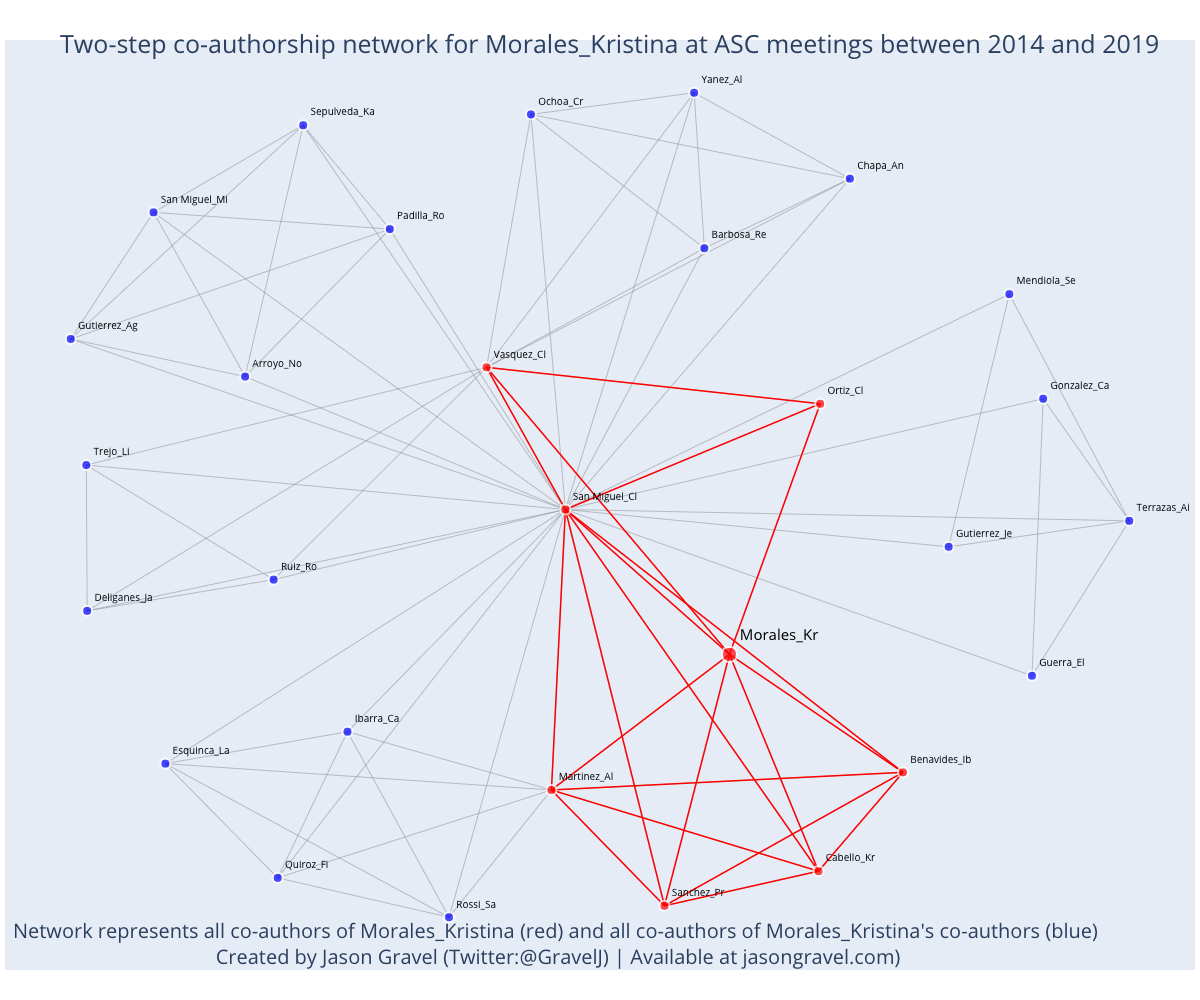 Two-step co-authorship network for Morales_Kristina at ASC meetings between 2014 and 2019
Yanez_Al
Ochoa_Cr
Sepulveda_Ka
Chapa_An
San Miguel_Mi
Padilla_Ro
Barbosa_Re
Mendiola_Se
Gutierrez_Ag
Vasquez_Cl
Arroyo_No
Ortiz_Cl
Gonzalez_Ca
Trejo_Li
San Miguel_Cl
Terrazas_Al
Gutierrez_Je
Ruiz_Ro
Deliganes_Ja
Morales_Kr
Guerra_El
Ibarra_Ca
Esquinca_La
Benavides_Ib
Martinez_Al
Cabello_Kr
Quiroz_Fi
Sanchez_Pr
Rossi_Sa
Network represents all co-authors of Morales_Kristina (red) and all co-authors of Morales_Kristina's co-authors (blue)
Created by Jason Gravel (Twitter:@GravelJ) | Available at jasongravel.com)